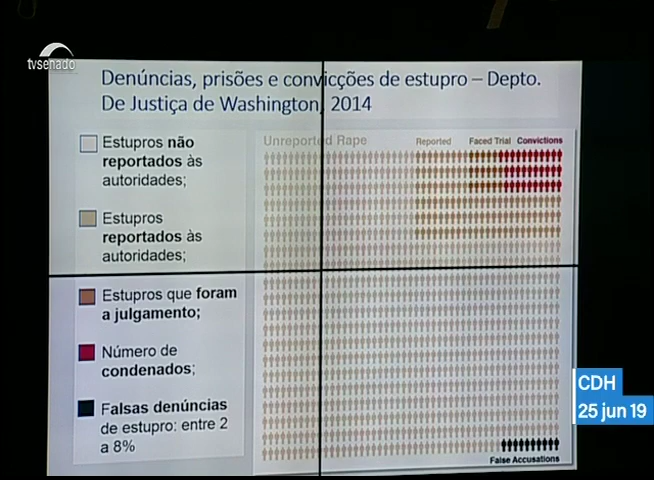 tvsenado
Denúncias, prisões e convicções de estupro – Depto.
De Justiça de Washington, 2014
Estupros não
reportados às
autoridades;
Estupros
reportados às
autoridades;
Estupros que foram
a julgamento;
Número de
condenados;
Falsas denúncias
de estupro: entre 2
a 8%
Unreported Rape
Reported
Faced Trial
Convictions
False Accusations
CDH
25 jun 19